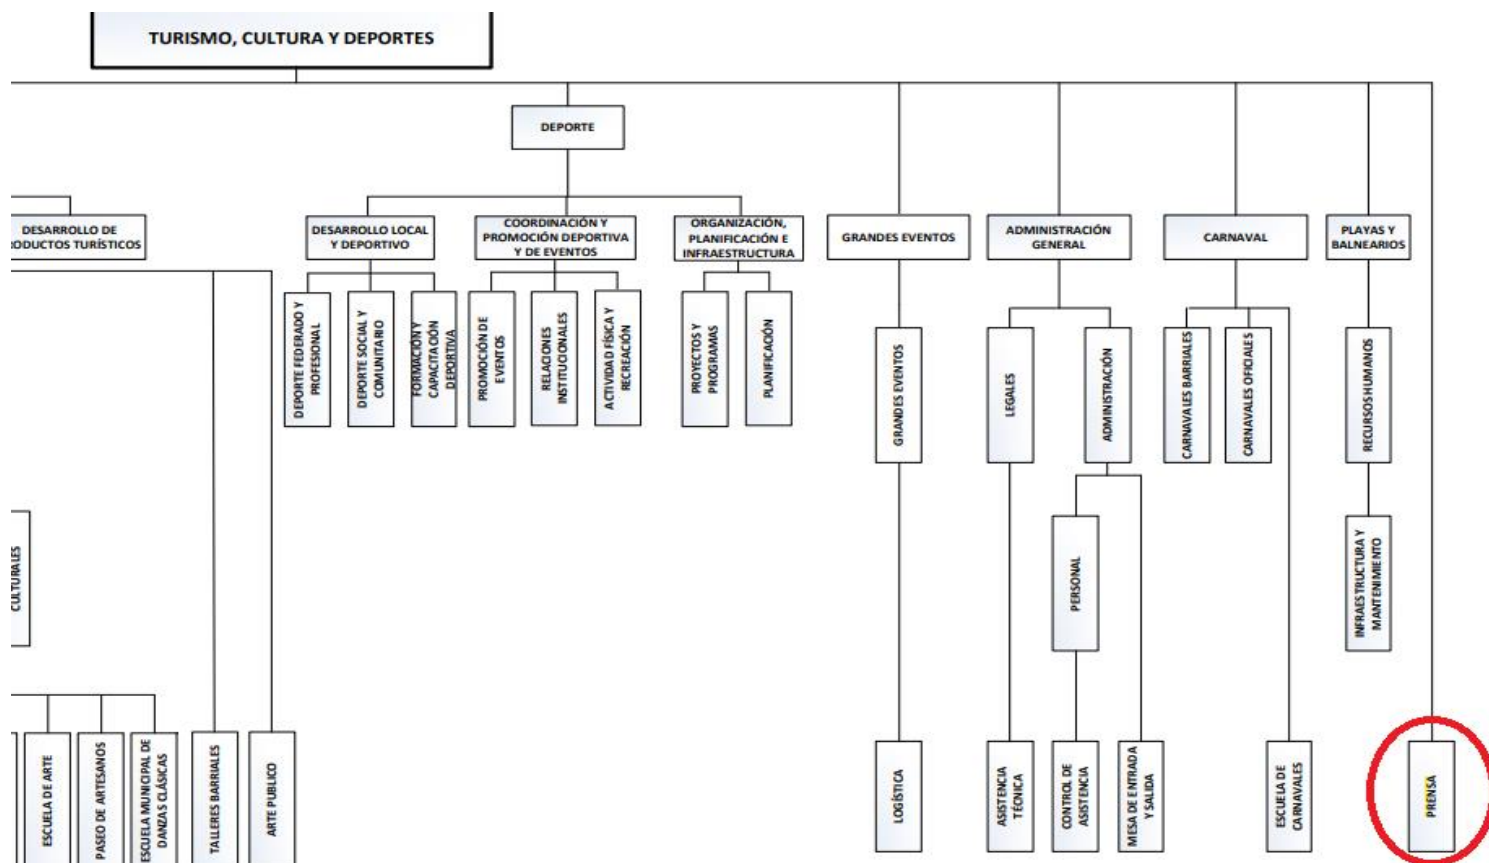 TURISMO, CULTURA Y DEPORTES
DEPORTE
DESARROLLO DE
RODUCTOS TURÍSTICOS
DESARROLLO LOCAL
Y DEPORTIVO
COORDINACIÓN Y
PROMOCIÓN DEPORTIVA
Y DE EVENTOS
ORGANIZACIÓN,
PLANIFICACIÓN E
INFRAESTRUCTURA
GRANDES EVENTOS
ADMINISTRACIÓN
GENERAL
CARNAVAL
PLAYAS Y
BALNEARIOS
DEPORTE FEDERADO Y
PROFESIONAL
DEPORTE SOCIAL Y
COMUNITARIO
FORMACIÓN Y
CAPACITACIÓN
DEPORTIVA
PROMOCIÓN DE
EVENTOS
RELACIONES
INSTITUCIONALES
ACTIVIDAD FÍSICA Y
RECREACIÓN
PROYECTOS Y
PROGRAMAS
PLANIFICACIÓN
GRANDES EVENTOS
LEGALES
ADMINISTRACIÓN
CARNAVALES BARRIALES
CARNAVALES OFICIALES
RECURSOS HUMANOS
CULTURALES
PERSONAL
INFRAESTRUCTURA Y
MANTENIMIENTO
ESCUELA DE ARTE
PASEO DE ARTESANOS
ESCUELA MUNICIPAL DE
DANZAS CLÁSICAS
TALLERES BARRIALES
ARTE PUBLICO
LOGÍSTICA
ASISTENCIA
TÉCNICA
CONTROL DE
ASISTENCIA
MESA DE ENTRADA
Y SALIDA
ESCUELA DE
CARNAVALES
PRENSA